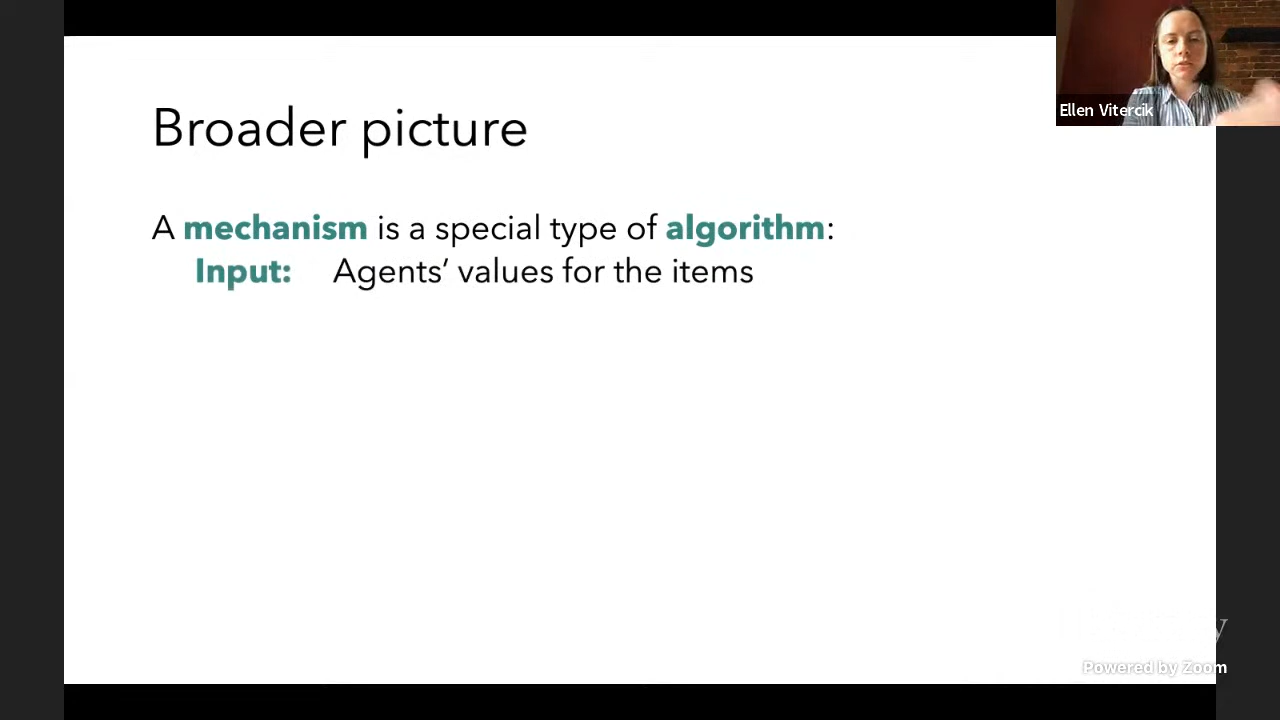 Ellen Vitercik
Broader picture
A mechanism is a special type of algorithm:
Input: Agents’ values for the items
Powered by Zoom